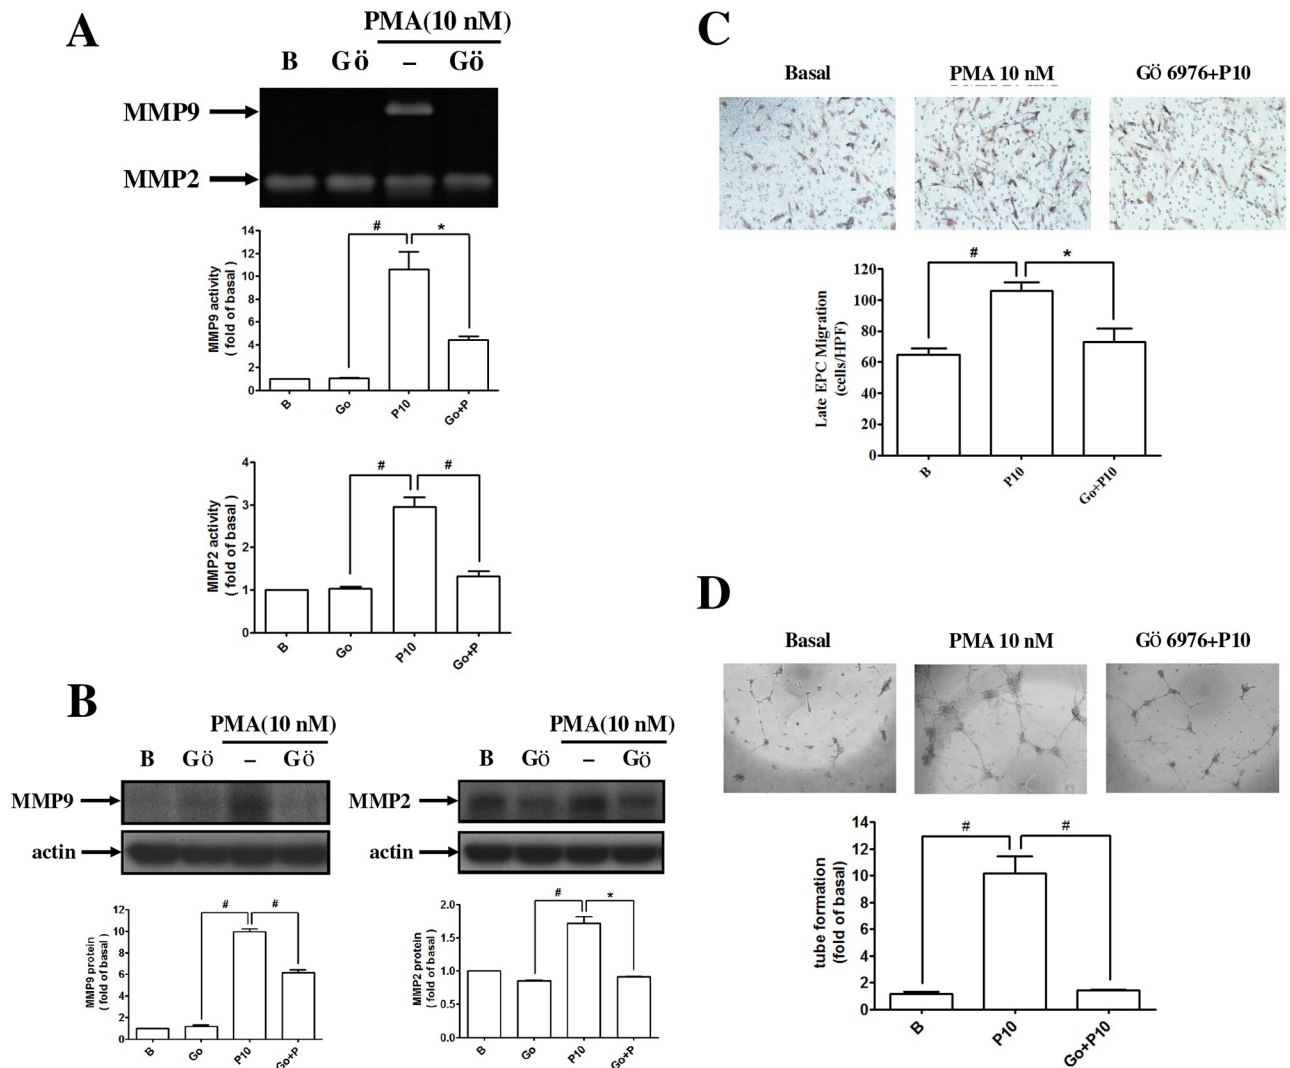 A
PMA(10 nM)
B Gö – Gö
MMP9
MMP2
14
12
10
8
6
4
2
0
MMP9 activity
( fold of basal )
# *
B Go P10 Go+P
4
3
2
1
0
MMP2 activity
( fold of basal )
# #
B Go P10 Go+P
B
PMA(10 nM)
B Gö – Gö
MMP9
actin
12
10
8
6
4
2
0
MMP9 protein
( fold of basal )
# #
B Go P10 Go+P
PMA(10 nM)
B Gö – Gö
MMP2
actin
2.0
1.5
1.0
0.5
0.0
MMP2 protein
( fold of basal )
# *
B Go P10 Go+P
C
Basal PMA 10 nM GÖ 6976+P10
120
100
80
60
40
20
0
Late EPC Migration
(cells/HPF)
# *
B P10 Go+P10
D
Basal PMA 10 nM GÖ 6976+P10
14
12
10
8
6
4
2
0
tube formation
(fold of basal)
# #
B P10 Go+P10